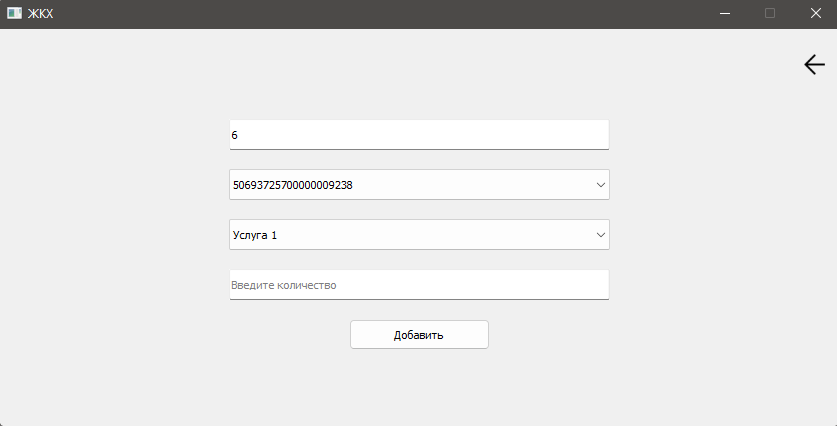 ЖКХ
6
50693725700000009238
Услуга 1
Введите количество
Добавить